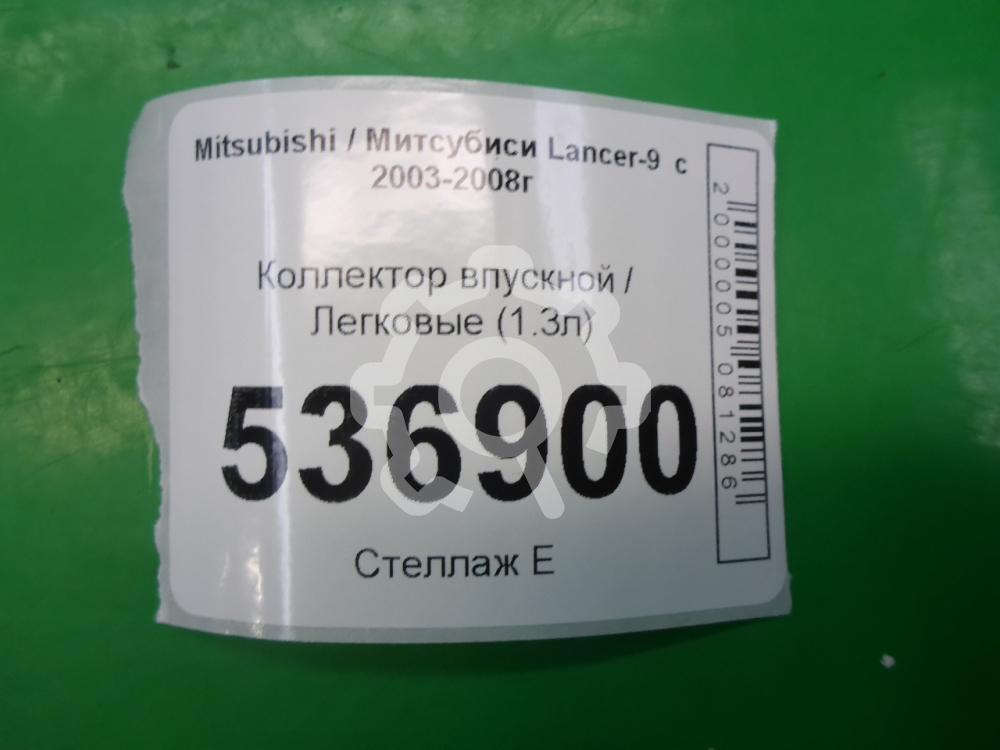 Mitsubishi / Митсубиси Lancer-9 с
2003-2008г
Коллектор впускной /
Легковые (1.3л)
536900
Стеллаж Е
2000005081286